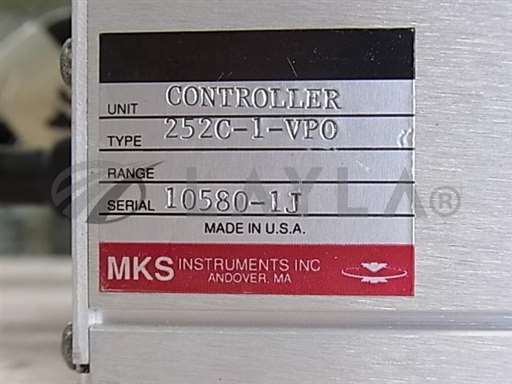 UNIT CONTROLLER
TYPE 252C-1-VPO
RANGE
SERIAL 10580-1J
MADE IN U.S.A.
MKS INSTRUMENTS INC
ANDOVER, MA
LAYLA®